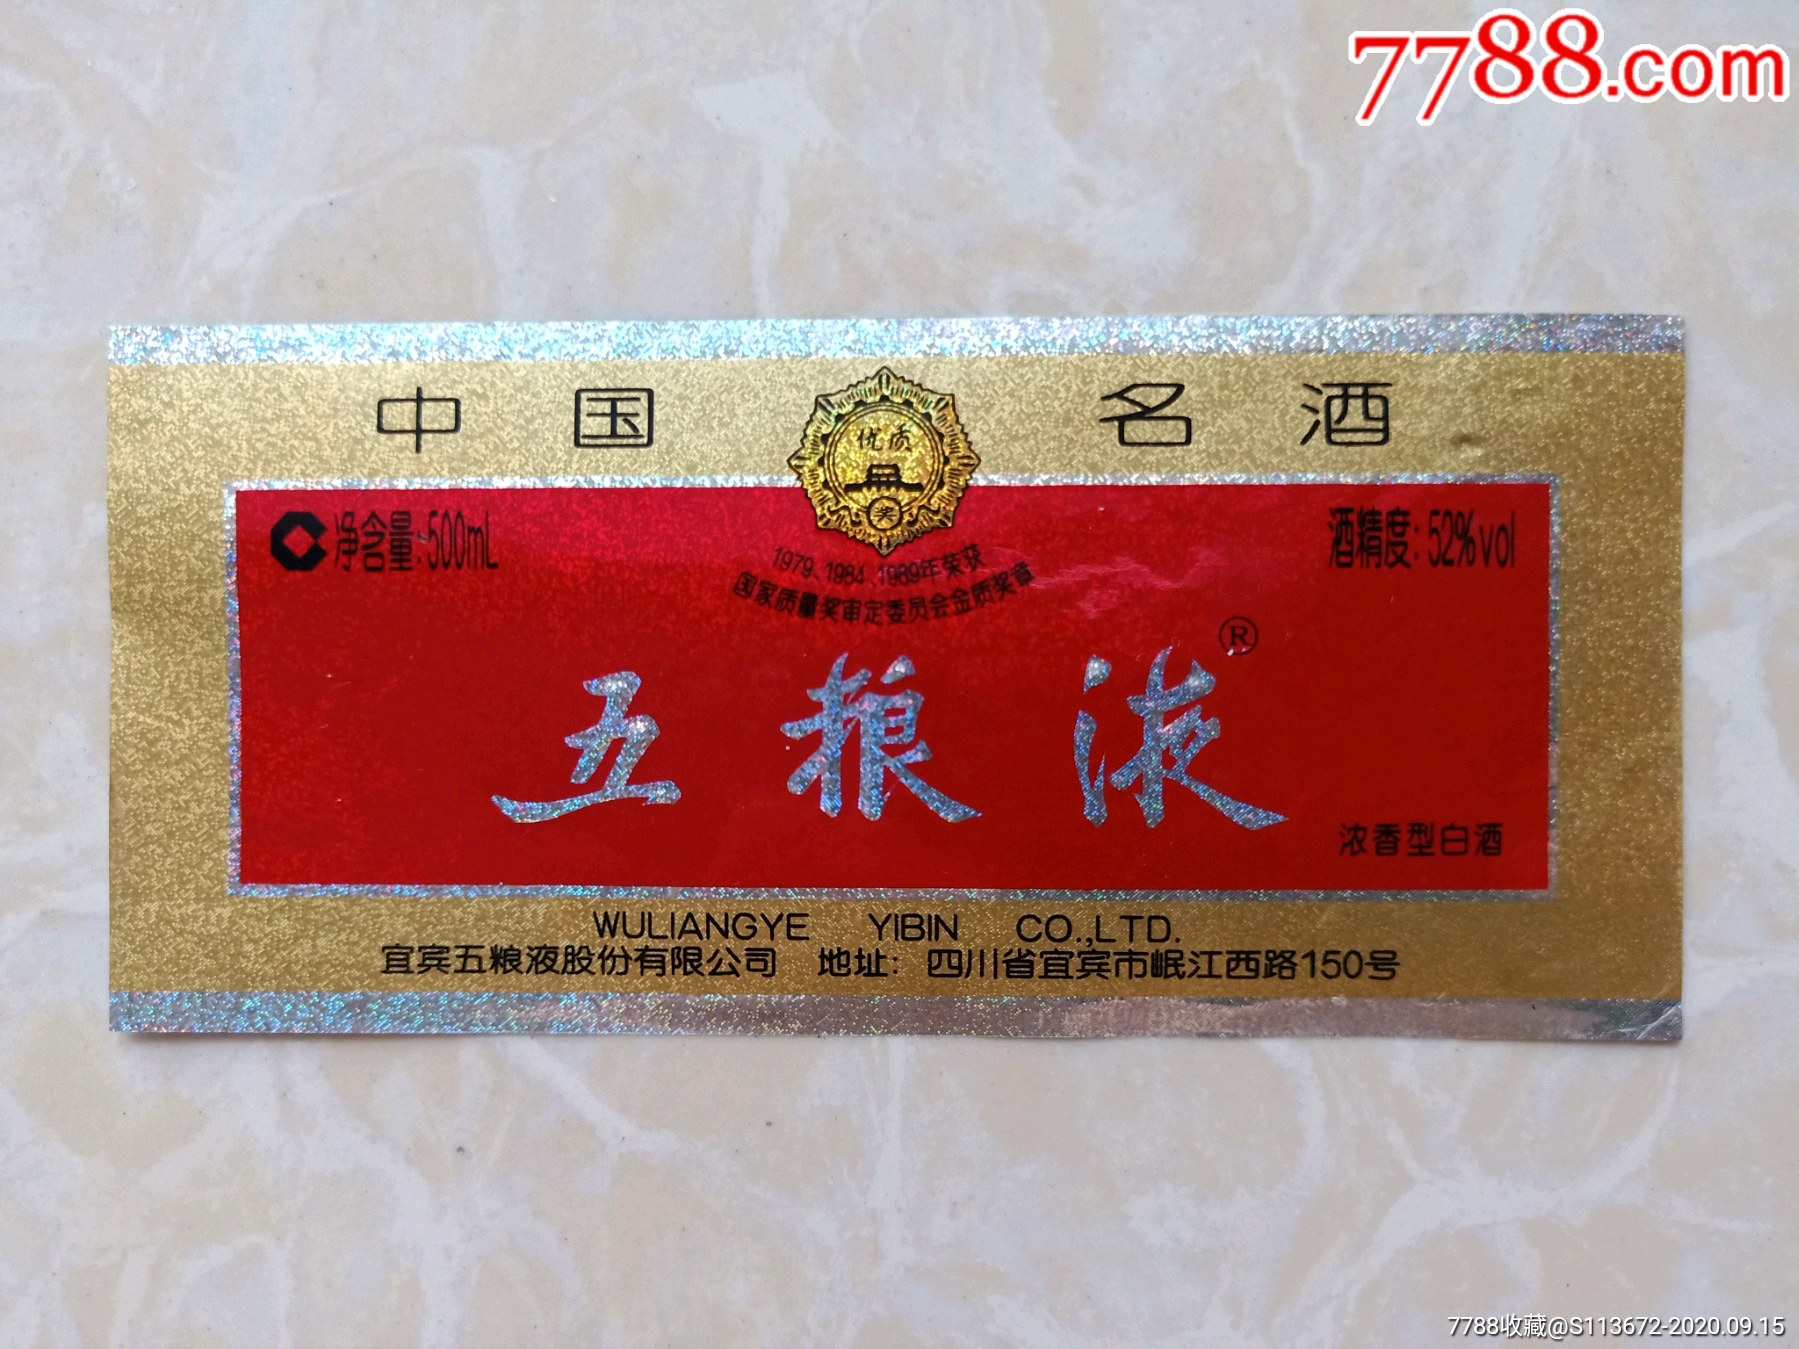 7788.com
中国 名酒
优质
奖
净含量:500mL
酒精度:52%vol
1979、1984、1989年荣获
国家质量奖审定委员会金质奖章
五粮液®
浓香型白酒
WULIANGYE YIBIN CO.,LTD.
宜宾五粮液股份有限公司 地址:四川省宜宾市岷江西路150号
7788收藏@S113672-2020.09.15